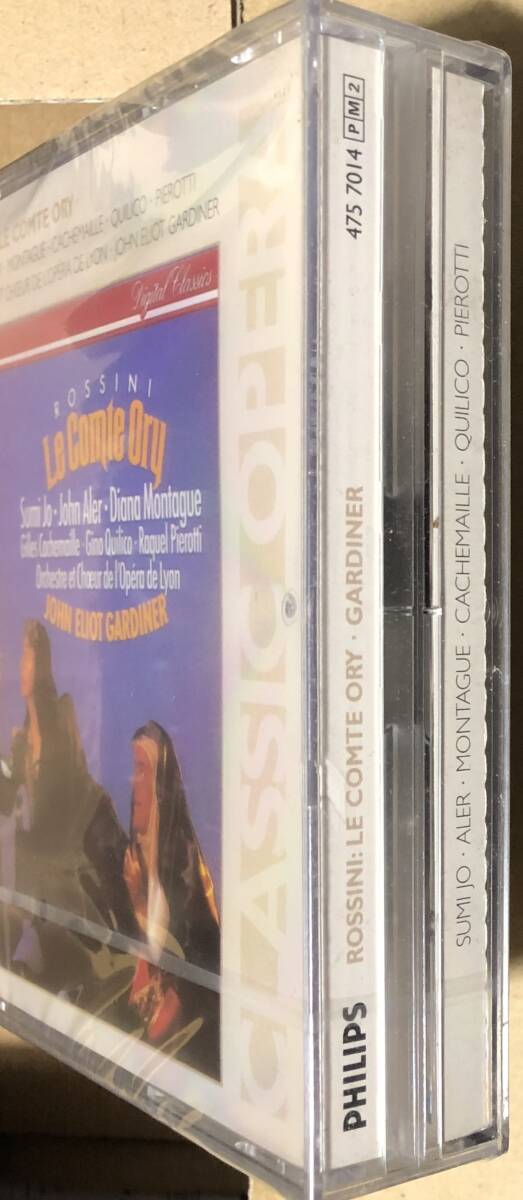 LE COMTE ORY
MONTAGUE · CACHEMAILLE · QUILICO · PIEROTTI
CHŒUR DE L'OPÉRA DE LYON · JOHN ELIOT GARDINER
Digital Classics
ROSSINI
Le Comte Ory
Sumi Jo · John Aler · Diana Montague
Gilles Cachemaille · Gino Quilico · Raquel Pierotti
Orchestre et Chœur de l'Opéra de Lyon
JOHN ELIOT GARDINER
CLASSIC OPERA
PHILIPS ROSSINI: LE COMTE ORY · GARDINER 475 7014 PM2
SUMI JO · ALER · MONTAGUE · CACHEMAILLE · QUILICO · PIEROTTI